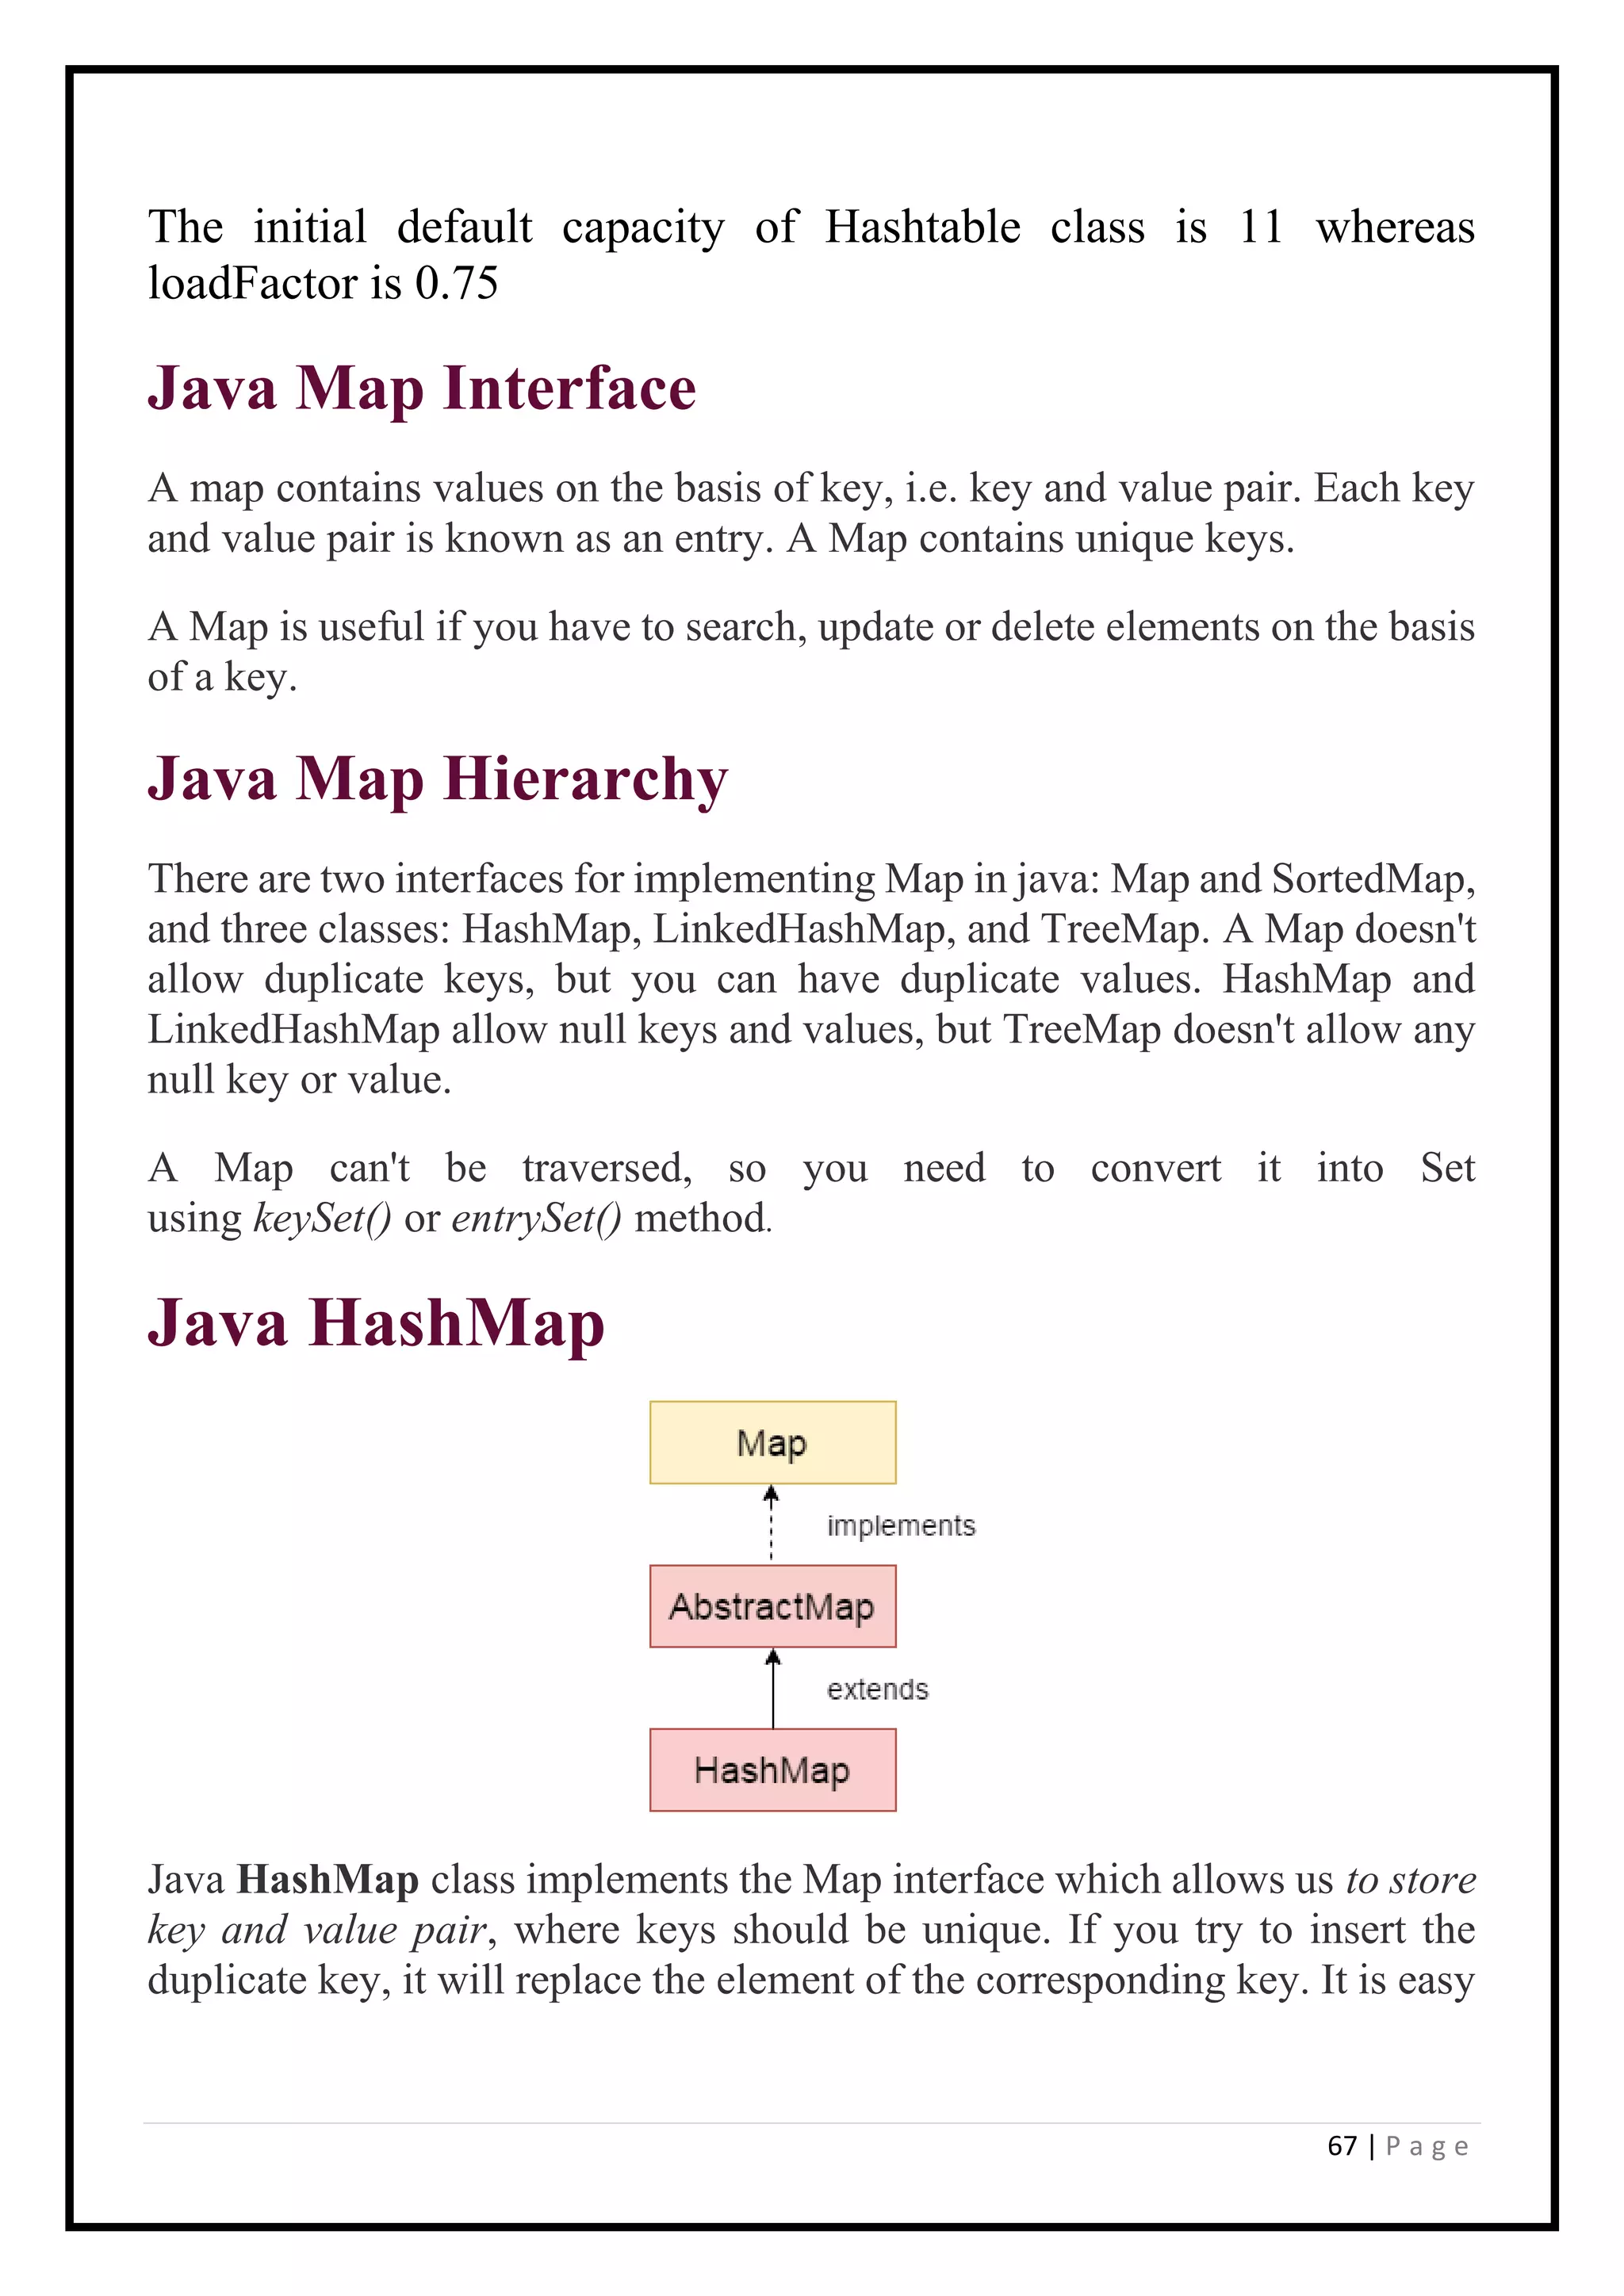 The initial default capacity of Hashtable class is 11 whereas
loadFactor is 0.75
Java Map Interface
A map contains values on the basis of key, i.e. key and value pair. Each key
and value pair is known as an entry. A Map contains unique keys.
A Map is useful if you have to search, update or delete elements on the basis
of a key.
Java Map Hierarchy
There are two interfaces for implementing Map in java: Map and SortedMap,
and three classes: HashMap, LinkedHashMap, and TreeMap. A Map doesn't
allow duplicate keys, but you can have duplicate values. HashMap and
LinkedHashMap allow null keys and values, but TreeMap doesn't allow any
null key or value.
A Map can't be traversed, so you need to convert it into Set
using keySet() or entrySet() method.
Java HashMap
Map
implements
AbstractMap
extends
HashMap
Java HashMap class implements the Map interface which allows us to store
key and value pair, where keys should be unique. If you try to insert the
duplicate key, it will replace the element of the corresponding key. It is easy
67 | P a g e